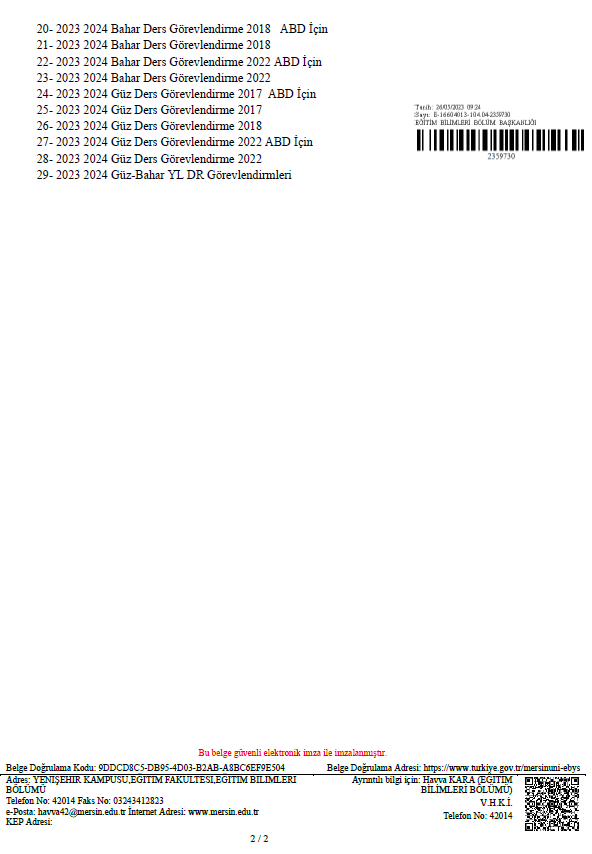 20- 2023 2024 Bahar Ders Görevlendirme 2018 ABD İçin
21- 2023 2024 Bahar Ders Görevlendirme 2018
22- 2023 2024 Bahar Ders Görevlendirme 2022 ABD İçin
23- 2023 2024 Bahar Ders Görevlendirme 2022
24- 2023 2024 Güz Ders Görevlendirme 2017 ABD İçin
25- 2023 2024 Güz Ders Görevlendirme 2017
26- 2023 2024 Güz Ders Görevlendirme 2018
27- 2023 2024 Güz Ders Görevlendirme 2022 ABD İçin
28- 2023 2024 Güz Ders Görevlendirme 2022
29- 2023 2024 Güz-Bahar YL DR Görevlendirmleri
Tarih: 26/05/2023 09:24
Sayı: E-16604013-104.04-2359730
EĞİTİM BİLİMLERİ BÖLÜM BAŞKANLIĞI
2359730
Bu belge güvenli elektronik imza ile imzalanmıştır.
Belge Doğrulama Kodu: 9DDCD8C5-DB95-4D03-B2AB-A8BC6EF9E504
Belge Doğrulama Adresi: https://www.turkiye.gov.tr/mersinuni-ebys
Adres: YENİŞEHİR KAMPUSU,EĞİTİM FAKULTESİ,EĞİTİM BİLİMLERİ
BÖLÜMÜ
Telefon No: 42014 Faks No: 03243412823
e-Posta: havva42@mersin.edu.tr İnternet Adresi: www.mersin.edu.tr
KEP Adresi:
Ayrıntılı bilgi için: Havva KARA (EĞİTİM
BİLİMLERİ BÖLÜMÜ)
V.H.K.İ.
Telefon No: 42014
2 / 2